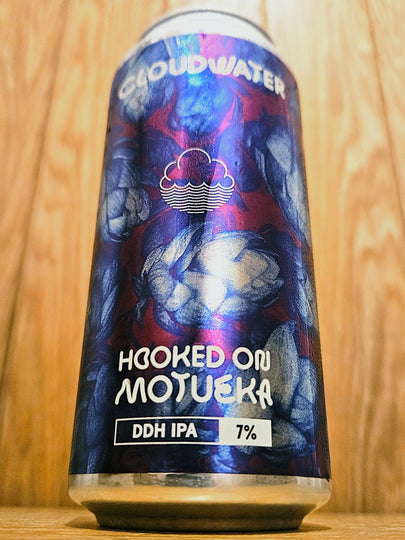 CLOUDWATER
HOOKED ON
MOTUEKA
DDH IPA 7%